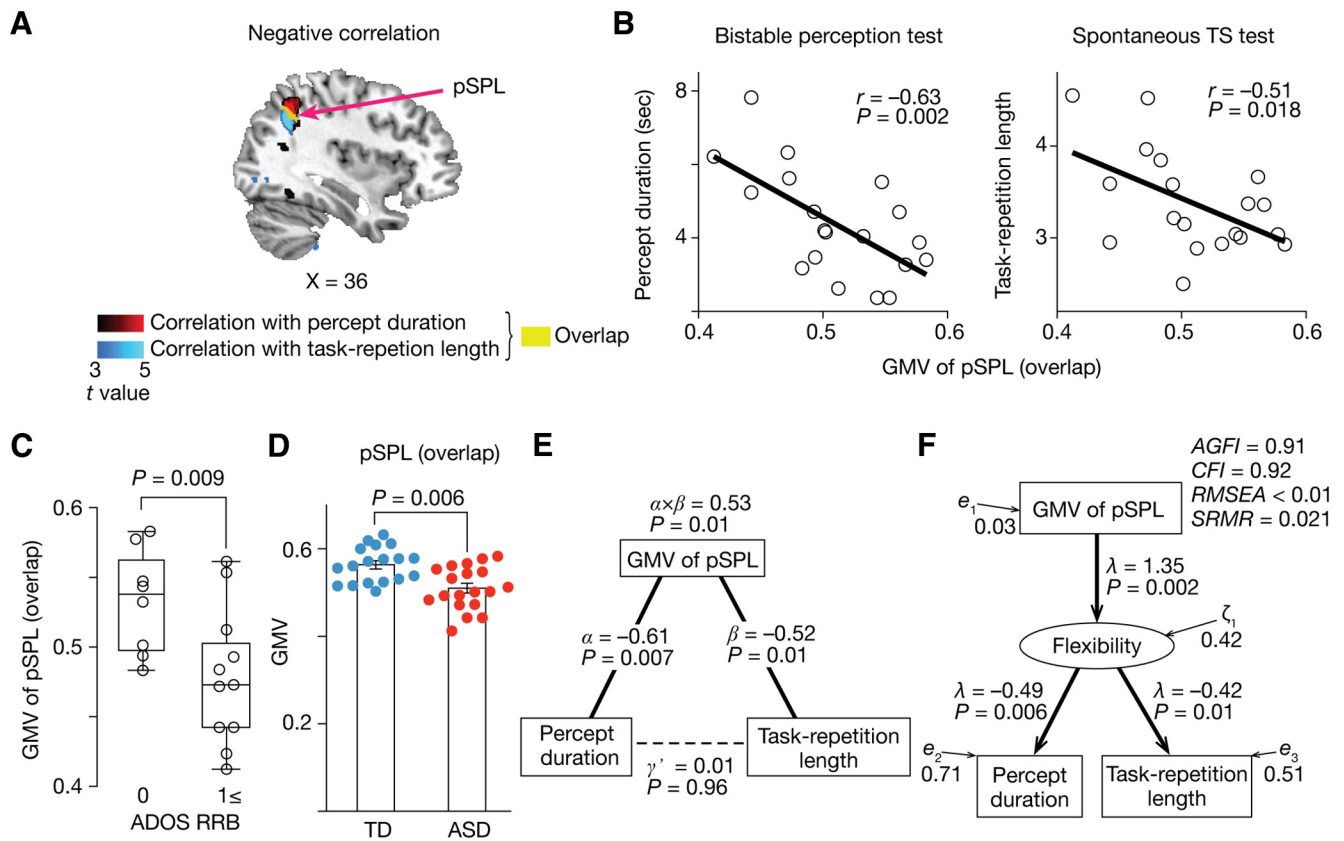 A
Negative correlation
pSPL
X = 36
Correlation with percept duration
Correlation with task-repetion length
Overlap
3 5
t value
B
Bistable perception test
r = –0.63
P = 0.002
Percept duration (sec)
8
4
0.4 0.5 0.6
Spontaneous TS test
r = –0.51
P = 0.018
Task-repetition length
4
3
0.4 0.5 0.6
GMV of pSPL (overlap)
C
P = 0.009
GMV of pSPL (overlap)
0.6
0.5
0.4
0 1≤
ADOS RRB
D
pSPL (overlap)
P = 0.006
GMV
0.6
0.2
TD ASD
E
α×β = 0.53
P = 0.01
GMV of pSPL
α = –0.61
P = 0.007
β = –0.52
P = 0.01
Percept
duration
Task-repetition
length
γ’ = 0.01
P = 0.96
F
AGFI = 0.91
CFI = 0.92
RMSEA < 0.01
SRMR = 0.021
e1
0.03
GMV of pSPL
λ = 1.35
P = 0.002
ζ1
0.42
Flexibility
λ = –0.49
P = 0.006
λ = –0.42
P = 0.01
e2
0.71
Percept
duration
Task-repetition
length
e3
0.51